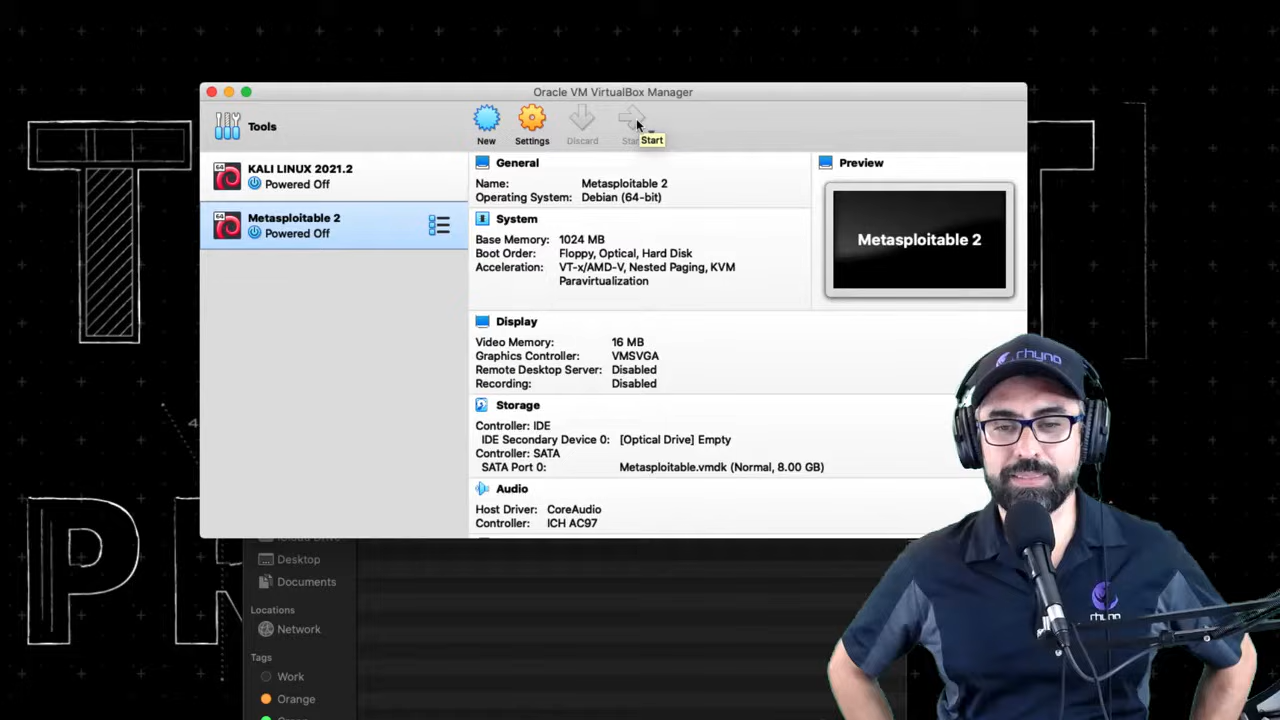 Oracle VM VirtualBox Manager
Tools
New
Settings
Discard
Start
KALI LINUX 2021.2
Powered Off
Metasploitable 2
Powered Off
General
Name: Metasploitable 2
Operating System: Debian (64-bit)
System
Base Memory: 1024 MB
Boot Order: Floppy, Optical, Hard Disk
Acceleration: VT-x/AMD-V, Nested Paging, KVM
Paravirtualization
Preview
Metasploitable 2
Display
Video Memory: 16 MB
Graphics Controller: VMSVGA
Remote Desktop Server: Disabled
Recording: Disabled
Storage
Controller: IDE
IDE Secondary Device 0: [Optical Drive] Empty
Controller: SATA
SATA Port 0: Metasploitable.vmdk (Normal, 8.00 GB)
Audio
Host Driver: CoreAudio
Controller: ICH AC97
Desktop
Documents
Locations
Network
Tags
Work
Orange
rhyno
rhyno
64
64